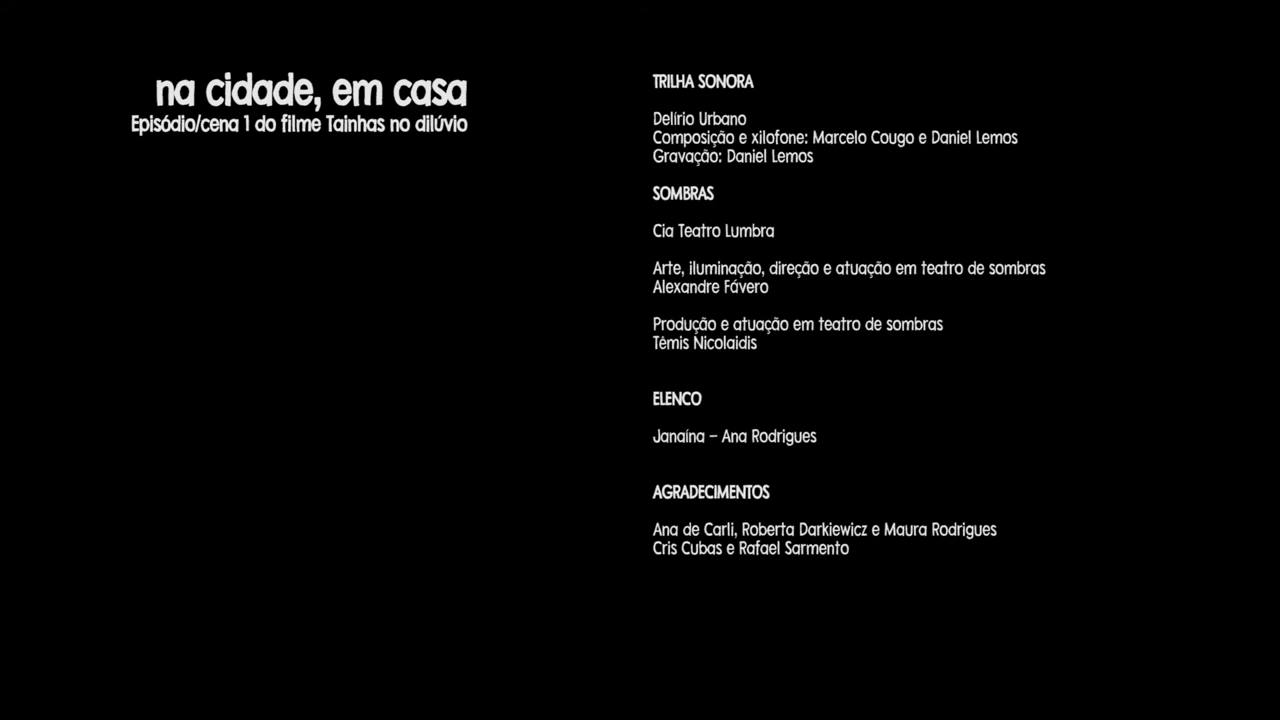 na cidade, em casa
Episódio/cena 1 do filme Tainhas no dilúvio
TRILHA SONORA
Delírio Urbano
Composição e xilofone: Marcelo Cougo e Daniel Lemos
Gravação: Daniel Lemos
SOMBRAS
Cia Teatro Lumbra
Arte, iluminação, direção e atuação em teatro de sombras
Alexandre Fávero
Produção e atuação em teatro de sombras
Têmis Nicolaidis
ELENCO
Janaína – Ana Rodrigues
AGRADECIMENTOS
Ana de Carli, Roberta Darkiewicz e Maura Rodrigues
Cris Cubas e Rafael Sarmento